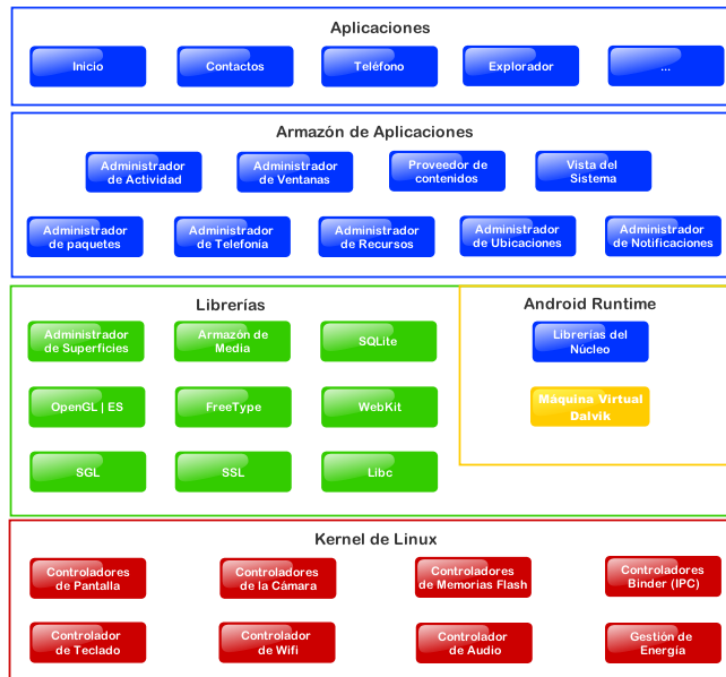 Aplicaciones
Inicio
Contactos
Teléfono
Explorador
...
Armazón de Aplicaciones
Administrador
de Actividad
Administrador
de Ventanas
Proveedor de
contenidos
Vista del
Sistema
Administrador
de paquetes
Administrador
de Telefonía
Administrador
de Recursos
Administrador
de Ubicaciones
Administrador
de Notificaciones
Librerías
Administrador
de Superficies
Armazón de
Media
SQLite
OpenGL | ES
FreeType
WebKit
SGL
SSL
Libc
Android Runtime
Librerías del
Núcleo
Máquina Virtual
Dalvik
Kernel de Linux
Controladores
de Pantalla
Controladores
de la Cámara
Controladores
de Memorias Flash
Controladores
Binder (IPC)
Controlador
de Teclado
Controlador
de Wifi
Controlador
de Audio
Gestión de
Energía